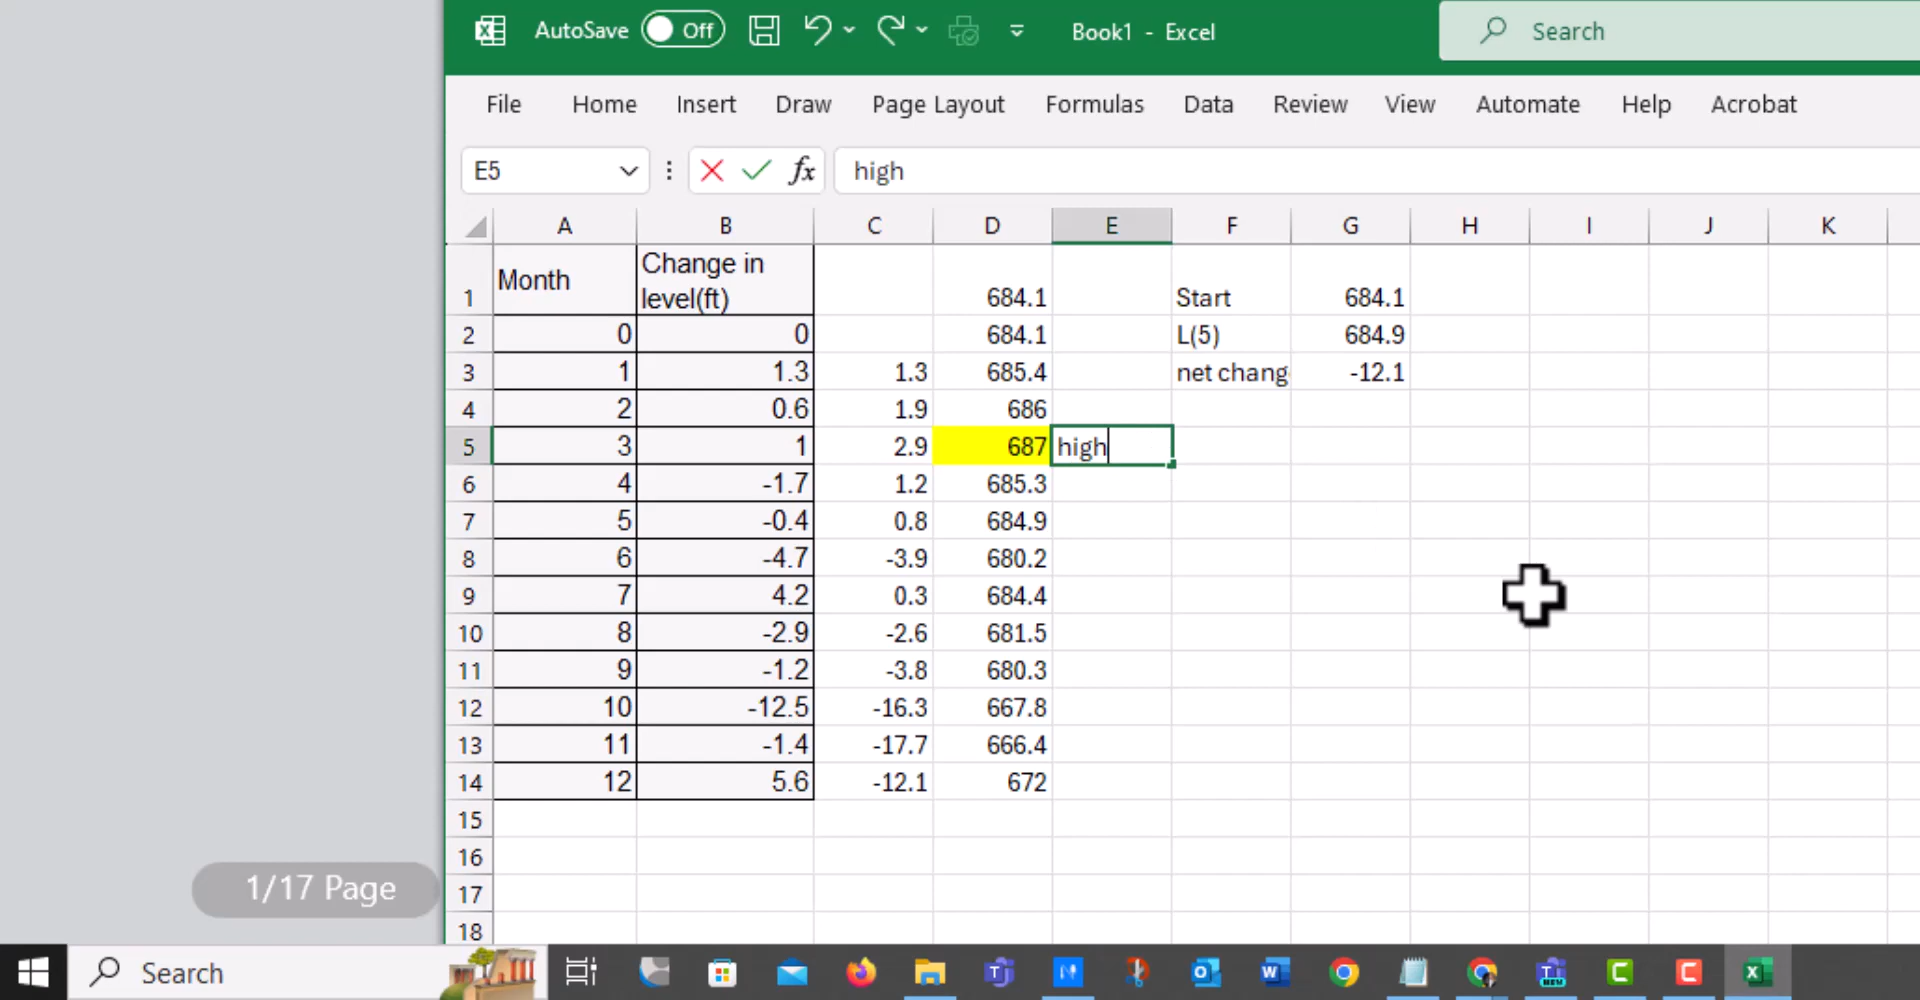 AutoSave Off Book1 - Excel Search
File Home Insert Draw Page Layout Formulas Data Review View Automate Help Acrobat
E5 fx high
A B C D E F G H I J K
1 Month Change in level(ft) 684.1 Start 684.1
2 0 0 684.1 L(5) 684.9
3 1 1.3 1.3 685.4 net chang -12.1
4 2 0.6 1.9 686
5 3 1 2.9 687 high
6 4 -1.7 1.2 685.3
7 5 -0.4 0.8 684.9
8 6 -4.7 -3.9 680.2
9 7 4.2 0.3 684.4
10 8 -2.9 -2.6 681.5
11 9 -1.2 -3.8 680.3
12 10 -12.5 -16.3 667.8
13 11 -1.4 -17.7 666.4
14 12 5.6 -12.1 672
15
16
1/17 Page
17
18
Search